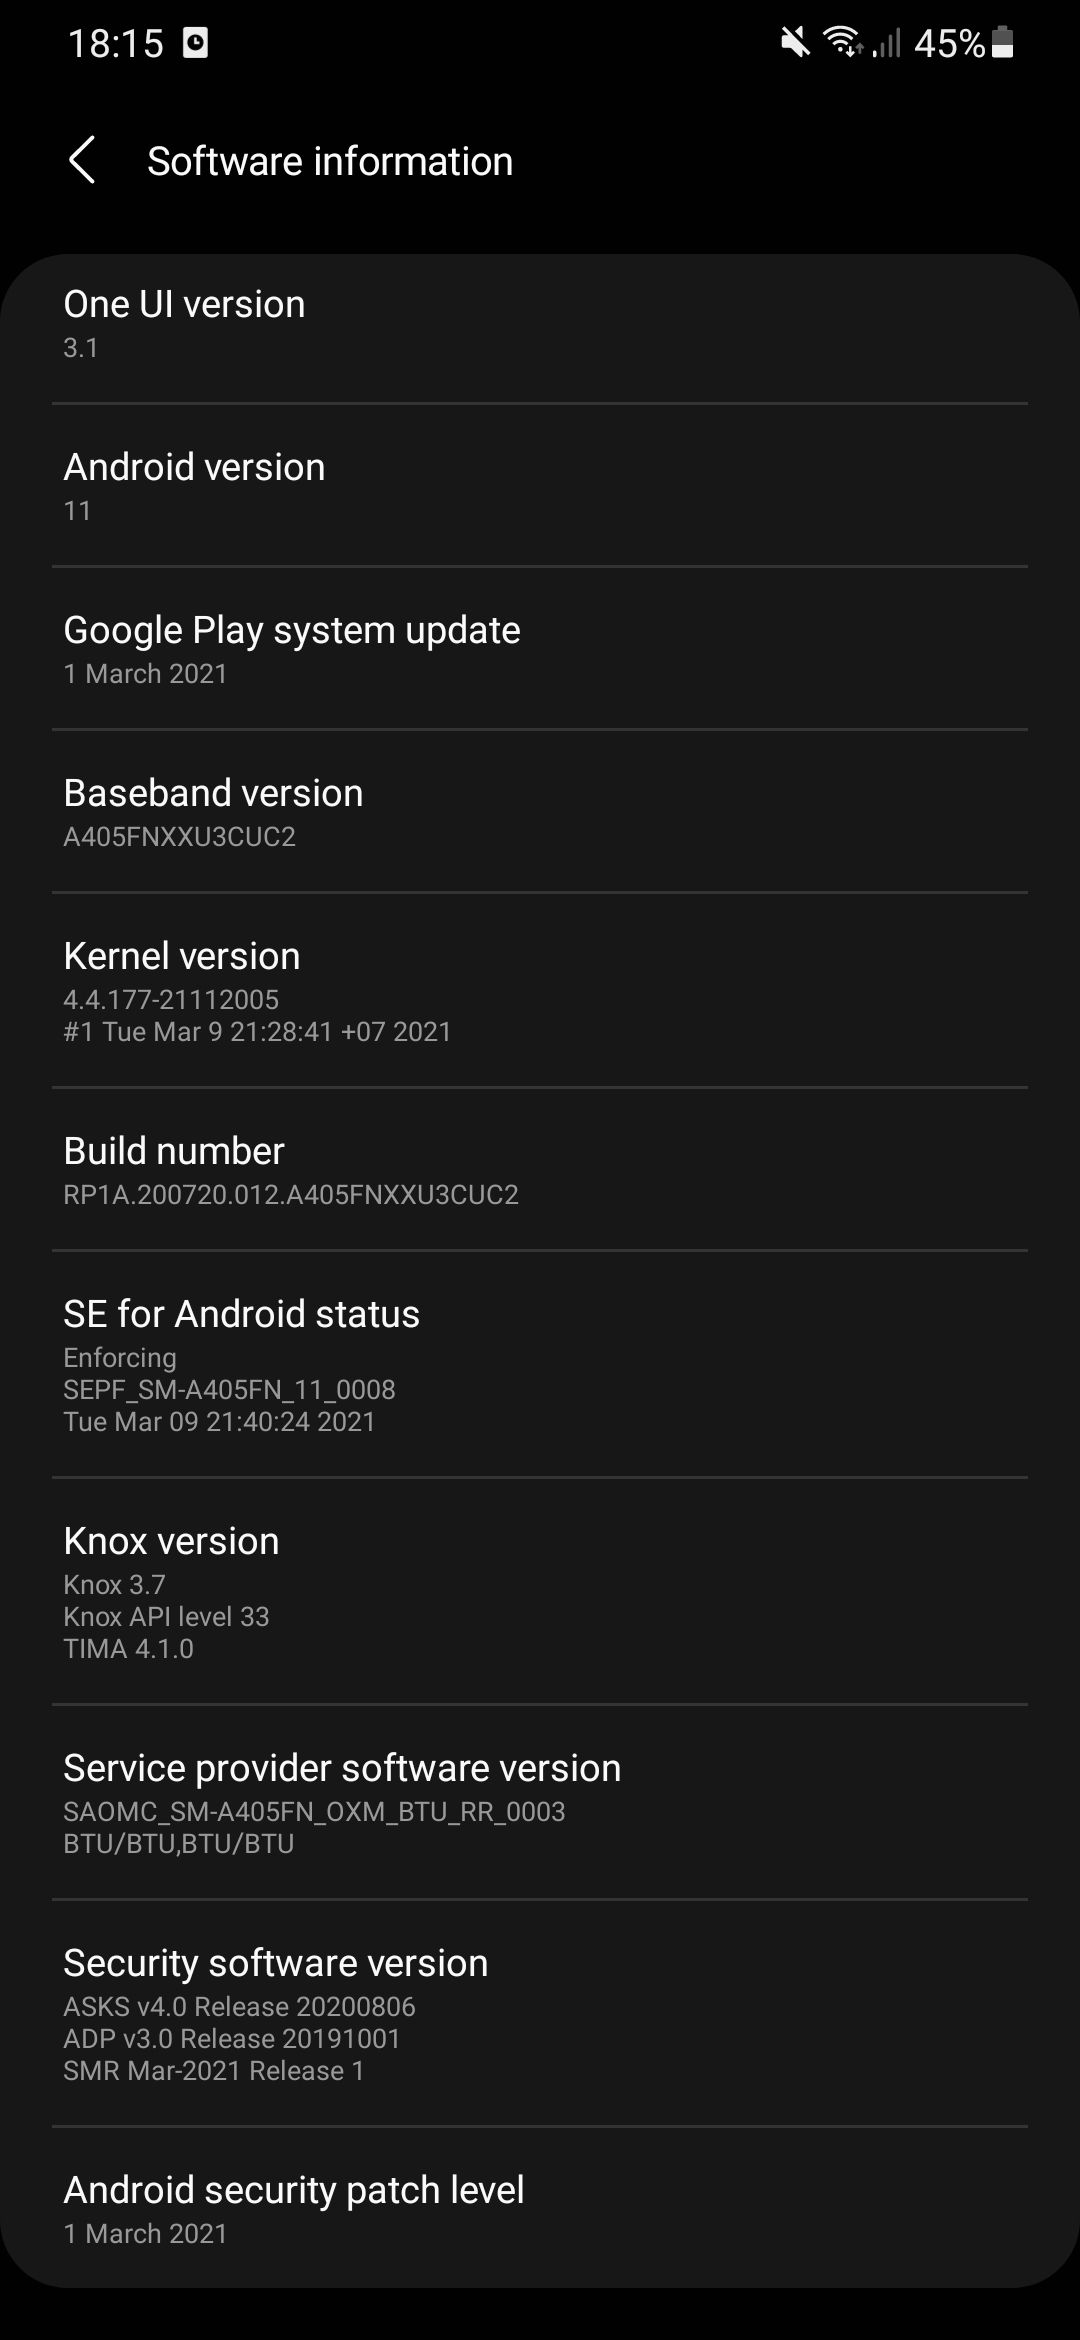 18:15 45%
Software information
One UI version
3.1
Android version
11
Google Play system update
1 March 2021
Baseband version
A405FNXXU3CUC2
Kernel version
4.4.177-21112005
#1 Tue Mar 9 21:28:41 +07 2021
Build number
RP1A.200720.012.A405FNXXU3CUC2
SE for Android status
Enforcing
SEPF_SM-A405FN_11_0008
Tue Mar 09 21:40:24 2021
Knox version
Knox 3.7
Knox API level 33
TIMA 4.1.0
Service provider software version
SAOMC_SM-A405FN_OXM_BTU_RR_0003
BTU/BTU,BTU/BTU
Security software version
ASKS v4.0 Release 20200806
ADP v3.0 Release 20191001
SMR Mar-2021 Release 1
Android security patch level
1 March 2021